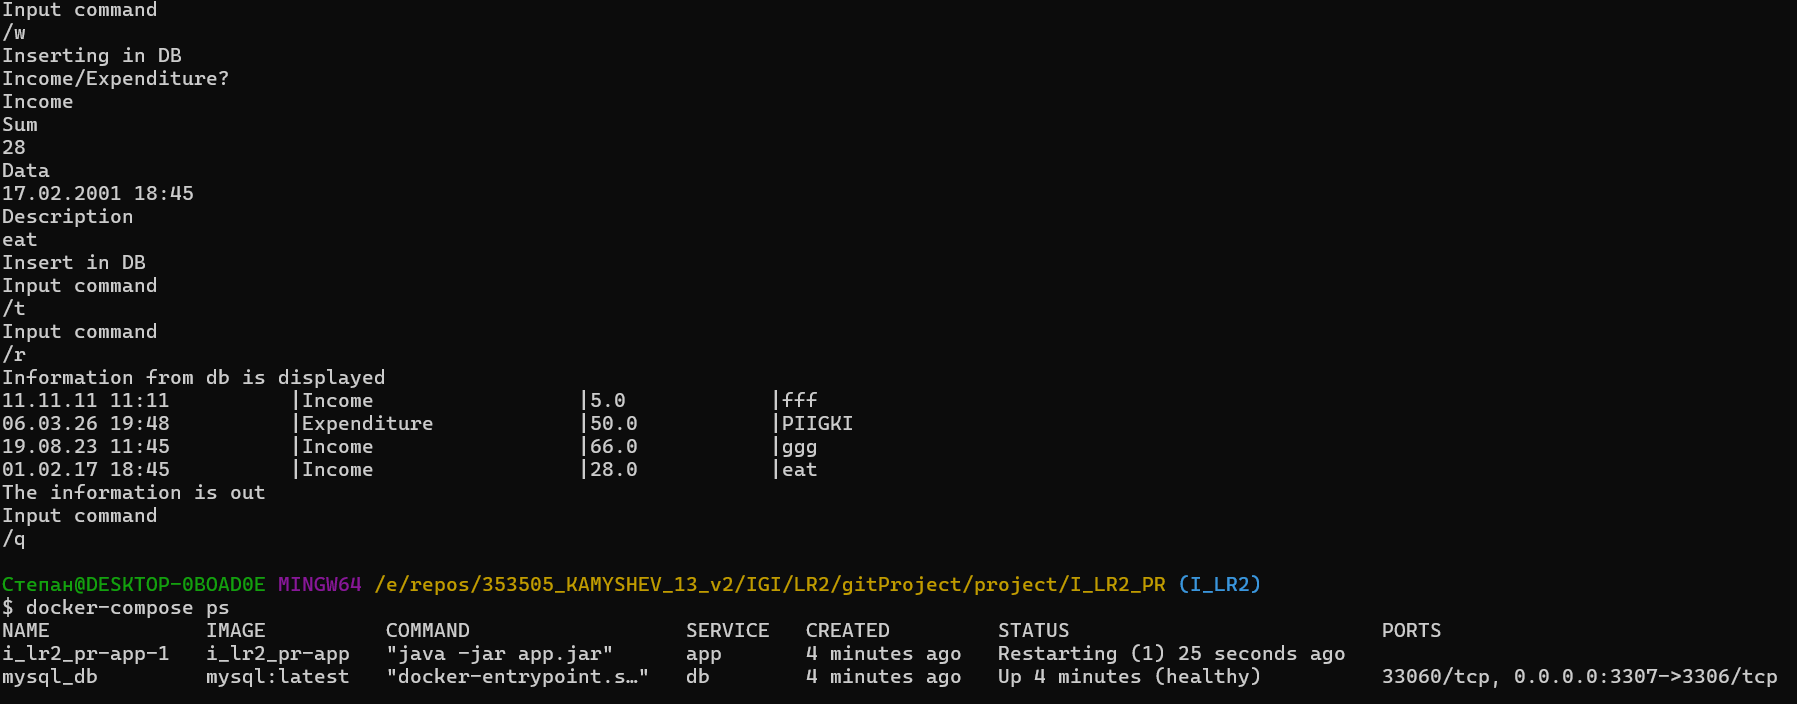 Input command
/w
Inserting in DB
Income/Expenditure?
Income
Sum
28
Data
17.02.2001 18:45
Description
eat
Insert in DB
Input command
/t
Input command
/r
Information from db is displayed
11.11.11 11:11 |Income |5.0 |fff
06.03.26 19:48 |Expenditure |50.0 |PIIGKI
19.08.23 11:45 |Income |66.0 |ggg
01.02.17 18:45 |Income |28.0 |eat
The information is out
Input command
/q
Степан@DESKTOP-0BOAD0E MINGW64 /e/repos/353505_KAMYSHEV_13_v2/IGI/LR2/gitProject/project/I_LR2_PR (I_LR2)
$ docker-compose ps
NAME IMAGE COMMAND SERVICE CREATED STATUS PORTS
i_lr2_pr-app-1 i_lr2_pr-app "java -jar app.jar" app 4 minutes ago Restarting (1) 25 seconds ago
mysql_db mysql:latest "docker-entrypoint.s…" db 4 minutes ago Up 4 minutes (healthy) 33060/tcp, 0.0.0.0:3307->3306/tcp